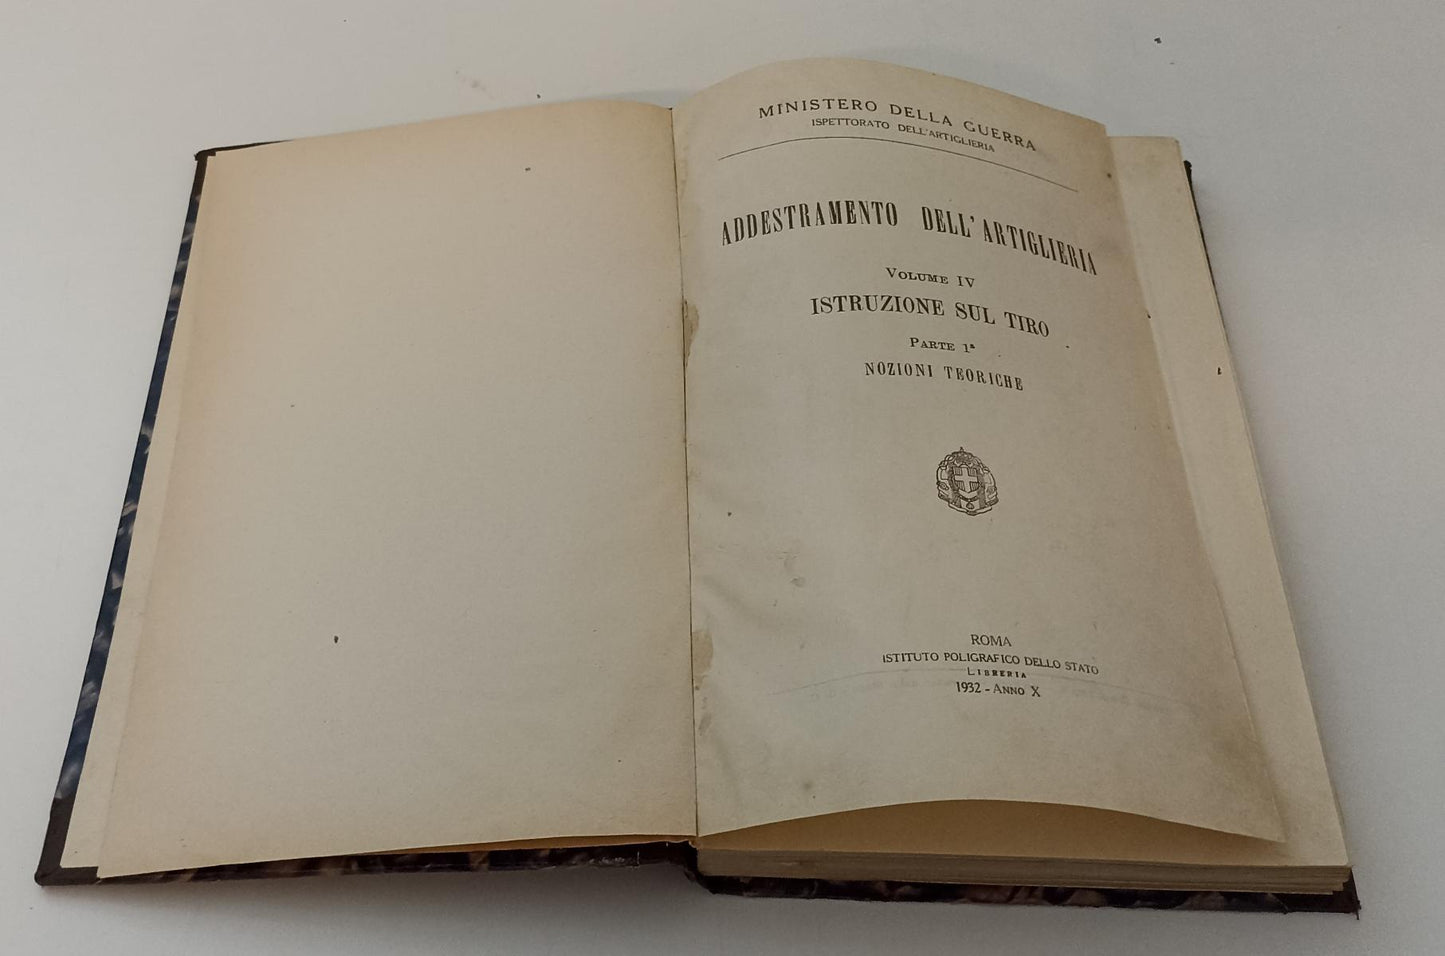 MINISTERO DELLA GUERRA
ISPETTORATO DELL'ARTIGLIERIA
ADDESTRAMENTO DELL'ARTIGLIERIA
VOLUME IV
ISTRUZIONE SUL TIRO
PARTE 1ª
NOZIONI TEORICHE
ROMA
ISTITUTO POLIGRAFICO DELLO STATO
LIBRERIA
1932 - ANNO X